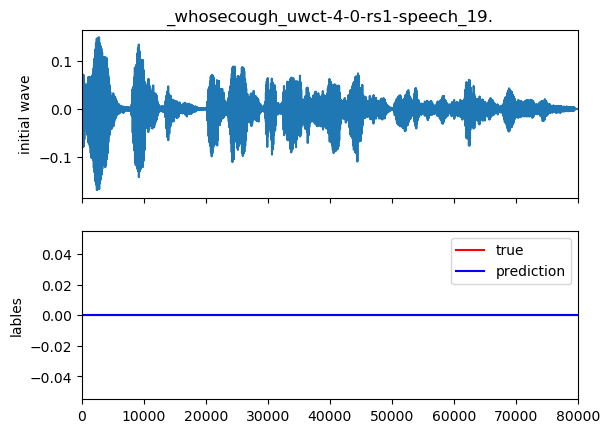 _whosecough_uwct-4-0-rs1-speech_19.
initial wave
0.1
0.0
−0.1
lables
0.04
0.02
0.00
−0.02
−0.04
true
prediction
0 10000 20000 30000 40000 50000 60000 70000 80000